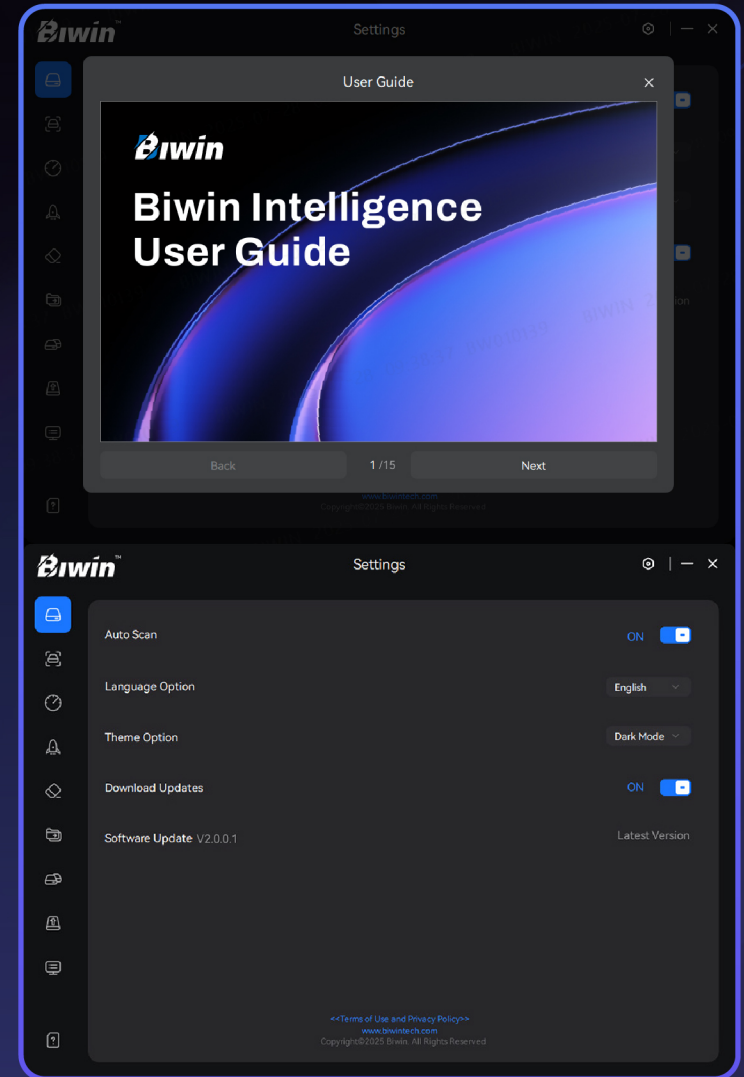 Biwin™
Settings
User Guide
Biwin
Biwin Intelligence
User Guide
ion
Back
1 /15
Next
www.biwintech.com
Copyright©2025 Biwin. All Rights Reserved
Biwin™
Settings
Auto Scan
ON
Language Option
English
Theme Option
Dark Mode
Download Updates
ON
Software Update V2.0.0.1
Latest Version
<<Terms of Use and Privacy Policy>>
www.biwintech.com
Copyright©2025 Biwin. All Rights Reserved